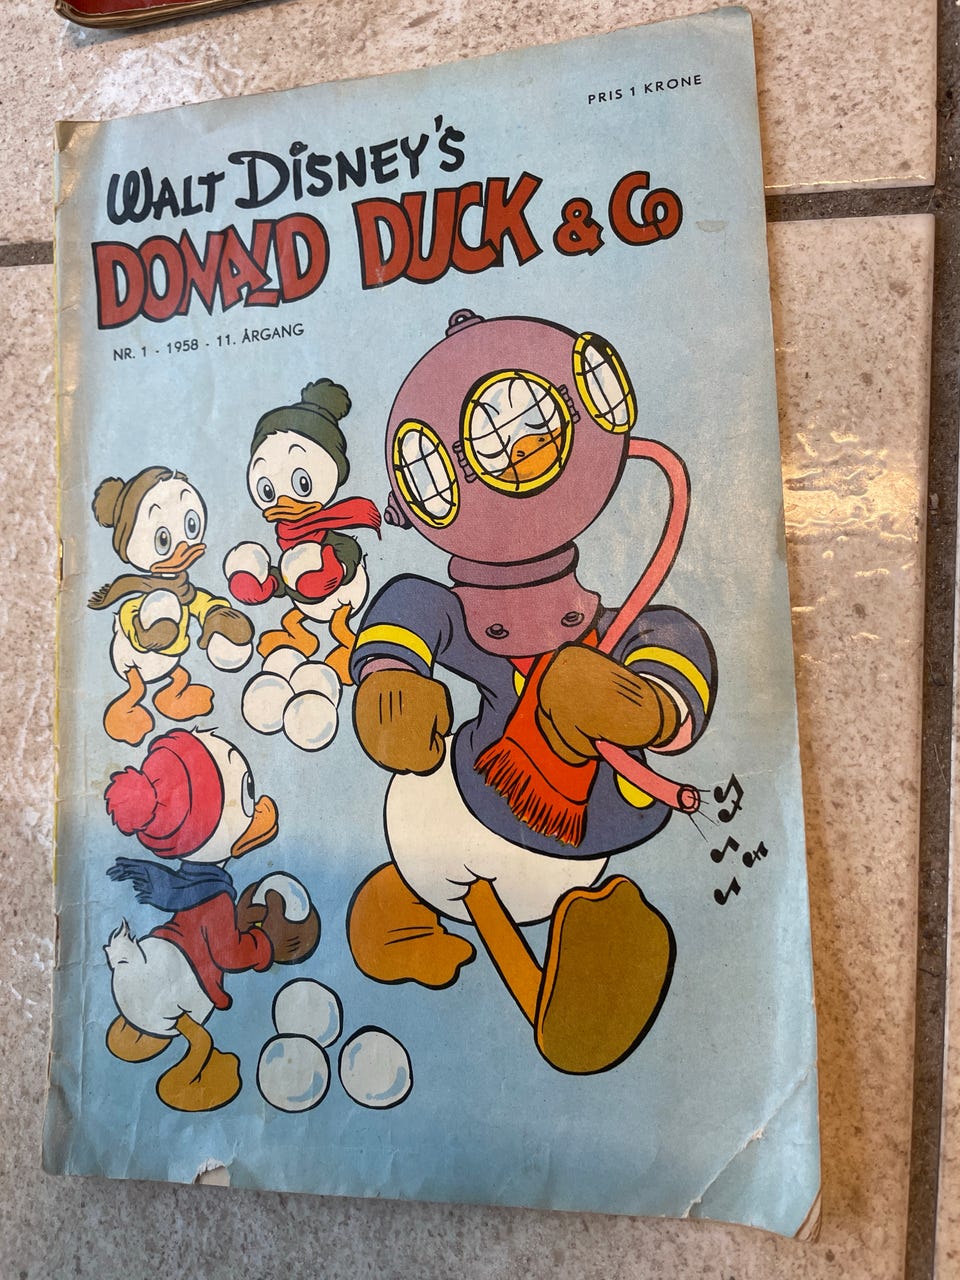 PRIS 1 KRONE
WALT DISNEY'S
DONALD DUCK & Co
NR. 1 - 1958 - 11. ÅRGANG